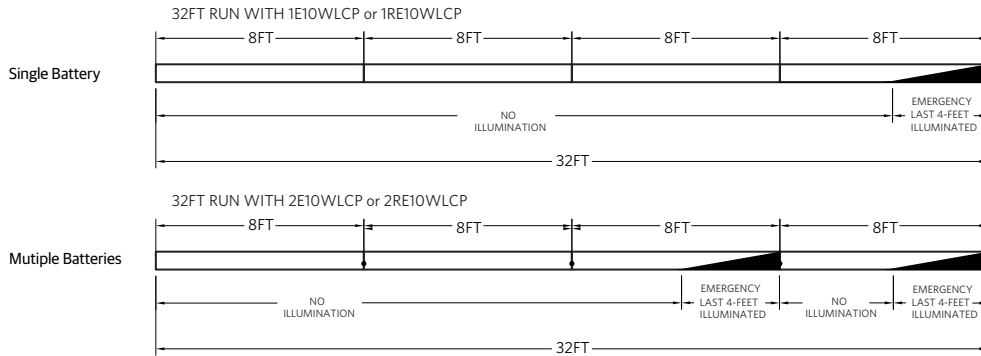 32FT RUN WITH 1E10WLCP or 1RE10WLCP
8FT 8FT 8FT 8FT
Single Battery
NO
ILLUMINATION
EMERGENCY
LAST 4-FEET
ILLUMINATED
32FT
32FT RUN WITH 2E10WLCP or 2RE10WLCP
8FT 8FT 8FT 8FT
Mutiple Batteries
NO
ILLUMINATION
EMERGENCY
LAST 4-FEET
ILLUMINATED
NO
ILLUMINATION
EMERGENCY
LAST 4-FEET
ILLUMINATED
32FT